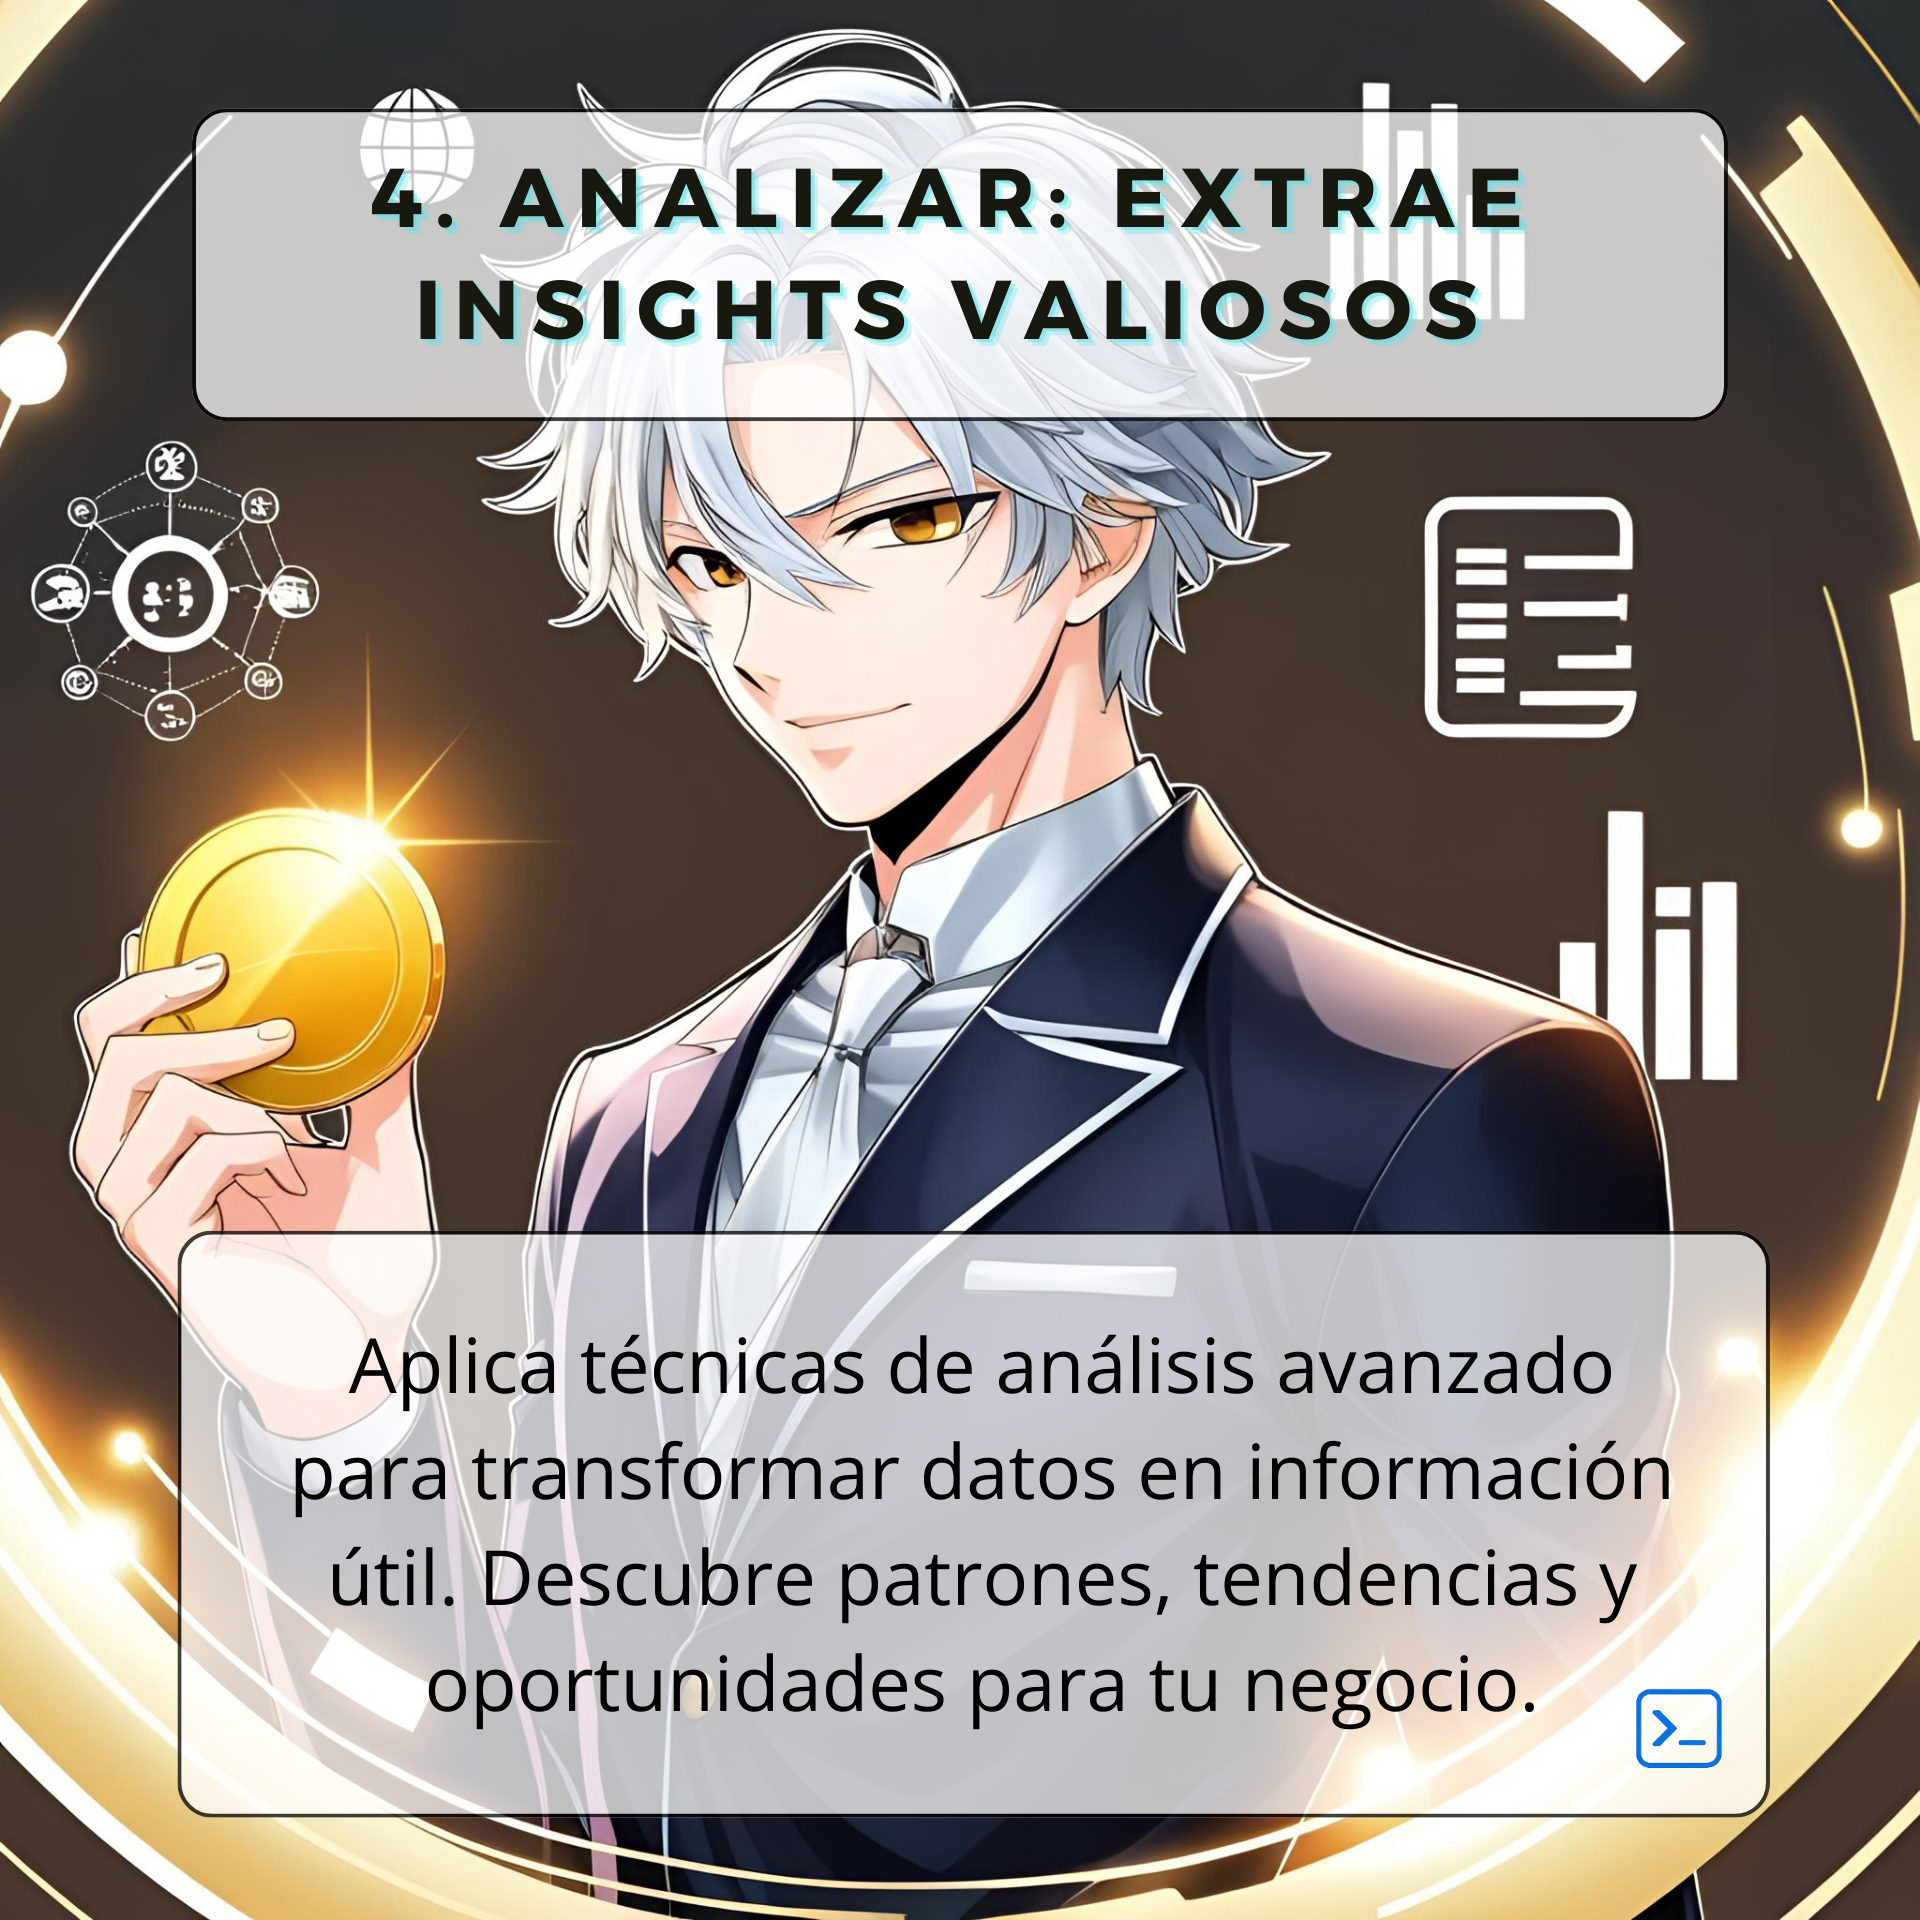 4. ANALIZAR: EXTRAE
INSIGHTS VALIOSOS
Aplica técnicas de análisis avanzado
para transformar datos en información
útil. Descubre patrones, tendencias y
oportunidades para tu negocio.